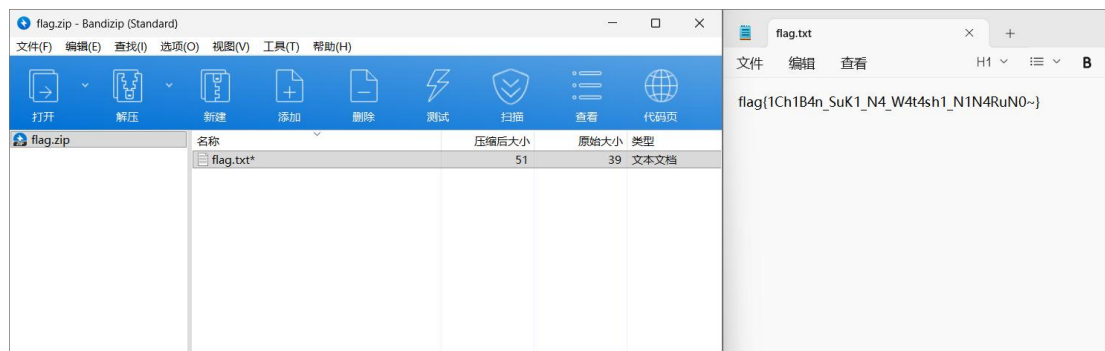 flag.zip - Bandizip (Standard)
文件(F) 编辑(E) 查找(I) 选项(O) 视图(V) 工具(T) 帮助(H)
打开 解压 新建 添加 删除 测试 扫描 查看 代码页
flag.zip
名称 压缩后大小 原始大小 类型
flag.txt* 51 39 文本文档
flag.txt
文件 编辑 查看 H1 B
flag{1Ch1B4n_SuK1_N4_W4t4sh1_N1N4RuN0~}